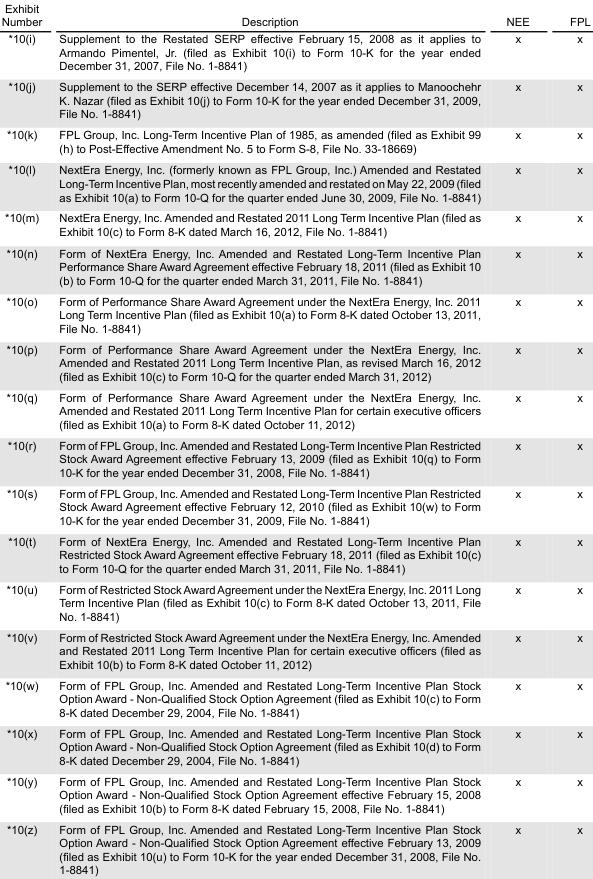 Exhibit
Number Description NEE FPL
*10(i) Supplement to the Restated SERP effective February 15, 2008 as it applies to x x
Armando Pimentel, Jr. (filed as Exhibit 10(i) to Form 10-K for the year ended
December 31, 2007, File No. 1-8841)
*10(j) Supplement to the SERP effective December 14, 2007 as it applies to Manoochehr x x
K. Nazar (filed as Exhibit 10(j) to Form 10-K for the year ended December 31, 2009,
File No. 1-8841)
*10(k) FPL Group, Inc. Long-Term Incentive Plan of 1985, as amended (filed as Exhibit 99 x x
(h) to Post-Effective Amendment No. 5 to Form S-8, File No. 33-18669)
*10(l) NextEra Energy, Inc. (formerly known as FPL Group, Inc.) Amended and Restated x x
Long-Term Incentive Plan, most recently amended and restated on May 22, 2009 (filed
as Exhibit 10(a) to Form 10-Q for the quarter ended June 30, 2009, File No. 1-8841)
*10(m) NextEra Energy, Inc. Amended and Restated 2011 Long Term Incentive Plan (filed as x x
Exhibit 10(c) to Form 8-K dated March 16, 2012, File No. 1-8841)
*10(n) Form of NextEra Energy, Inc. Amended and Restated Long-Term Incentive Plan x x
Performance Share Award Agreement effective February 18, 2011 (filed as Exhibit 10
(b) to Form 10-Q for the quarter ended March 31, 2011, File No. 1-8841)
*10(o) Form of Performance Share Award Agreement under the NextEra Energy, Inc. 2011 x x
Long Term Incentive Plan (filed as Exhibit 10(a) to Form 8-K dated October 13, 2011,
File No. 1-8841)
*10(p) Form of Performance Share Award Agreement under the NextEra Energy, Inc. x x
Amended and Restated 2011 Long Term Incentive Plan, as revised March 16, 2012
(filed as Exhibit 10(c) to Form 10-Q for the quarter ended March 31, 2012)
*10(q) Form of Performance Share Award Agreement under the NextEra Energy, Inc. x x
Amended and Restated 2011 Long Term Incentive Plan for certain executive officers
(filed as Exhibit 10(a) to Form 8-K dated October 11, 2012)
*10(r) Form of FPL Group, Inc. Amended and Restated Long-Term Incentive Plan Restricted x x
Stock Award Agreement effective February 13, 2009 (filed as Exhibit 10(q) to Form
10-K for the year ended December 31, 2008, File No. 1-8841)
*10(s) Form of FPL Group, Inc. Amended and Restated Long-Term Incentive Plan Restricted x x
Stock Award Agreement effective February 12, 2010 (filed as Exhibit 10(w) to Form
10-K for the year ended December 31, 2009, File No. 1-8841)
*10(t) Form of NextEra Energy, Inc. Amended and Restated Long-Term Incentive Plan x x
Restricted Stock Award Agreement effective February 18, 2011 (filed as Exhibit 10(c)
to Form 10-Q for the quarter ended March 31, 2011, File No. 1-8841)
*10(u) Form of Restricted Stock Award Agreement under the NextEra Energy, Inc. 2011 Long x x
Term Incentive Plan (filed as Exhibit 10(c) to Form 8-K dated October 13, 2011, File
No. 1-8841)
*10(v) Form of Restricted Stock Award Agreement under the NextEra Energy, Inc. Amended x x
and Restated 2011 Long Term Incentive Plan for certain executive officers (filed as
Exhibit 10(b) to Form 8-K dated October 11, 2012)
*10(w) Form of FPL Group, Inc. Amended and Restated Long-Term Incentive Plan Stock x x
Option Award - Non-Qualified Stock Option Agreement (filed as Exhibit 10(c) to Form
8-K dated December 29, 2004, File No. 1-8841)
*10(x) Form of FPL Group, Inc. Amended and Restated Long-Term Incentive Plan Stock x x
Option Award - Non-Qualified Stock Option Agreement (filed as Exhibit 10(d) to Form
8-K dated December 29, 2004, File No. 1-8841)
*10(y) Form of FPL Group, Inc. Amended and Restated Long-Term Incentive Plan Stock x x
Option Award - Non-Qualified Stock Option Agreement effective February 15, 2008
(filed as Exhibit 10(b) to Form 8-K dated February 15, 2008, File No. 1-8841)
*10(z) Form of FPL Group, Inc. Amended and Restated Long-Term Incentive Plan Stock x x
Option Award - Non-Qualified Stock Option Agreement effective February 13, 2009
(filed as Exhibit 10(u) to Form 10-K for the year ended December 31, 2008, File No.
1-8841)